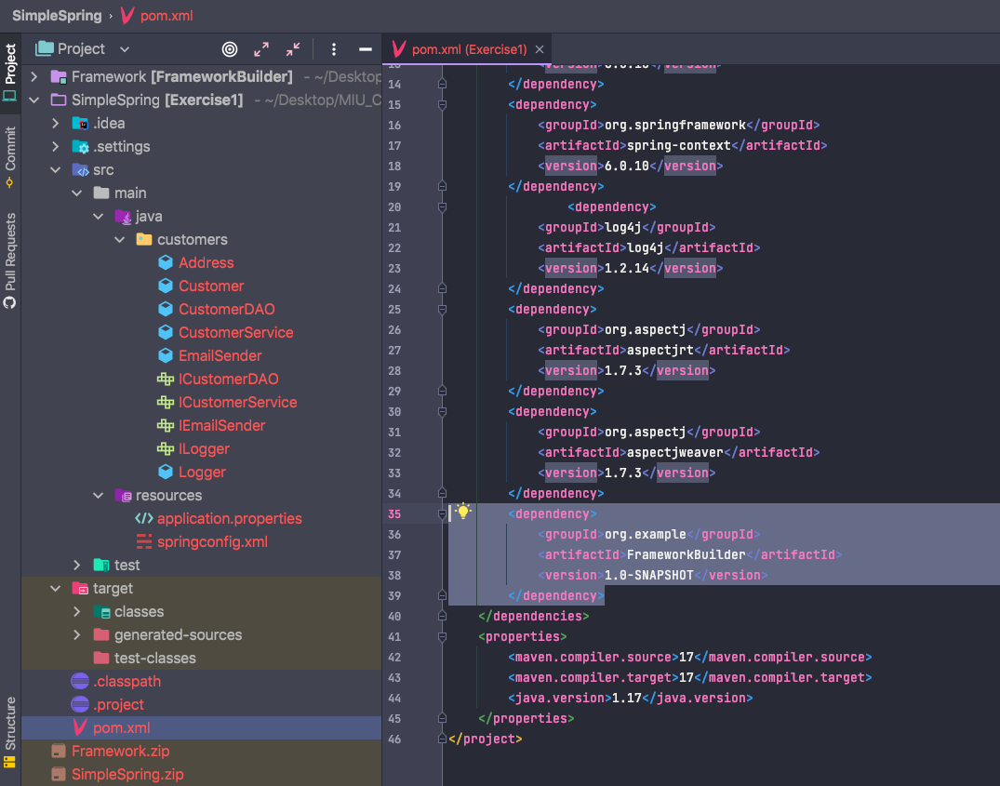 SimpleSpring › pom.xml
Project
Commit
Pull Requests
Structure
Project
Framework [FrameworkBuilder] - ~/Desktop
SimpleSpring [Exercise1] - ~/Desktop/MIU_C
.idea
.settings
src
main
java
customers
Address
Customer
CustomerDAO
CustomerService
EmailSender
ICustomerDAO
ICustomerService
IEmailSender
ILogger
Logger
resources
application.properties
springconfig.xml
test
target
classes
generated-sources
test-classes
.classpath
.project
pom.xml
Framework.zip
SimpleSpring.zip
pom.xml (Exercise1)
13 <version>6.0.10</version>
14 </dependency>
15 <dependency>
16 <groupId>org.springframework</groupId>
17 <artifactId>spring-context</artifactId>
18 <version>6.0.10</version>
19 </dependency>
20 <dependency>
21 <groupId>log4j</groupId>
22 <artifactId>log4j</artifactId>
23 <version>1.2.14</version>
24 </dependency>
25 <dependency>
26 <groupId>org.aspectj</groupId>
27 <artifactId>aspectjrt</artifactId>
28 <version>1.7.3</version>
29 </dependency>
30 <dependency>
31 <groupId>org.aspectj</groupId>
32 <artifactId>aspectjweaver</artifactId>
33 <version>1.7.3</version>
34 </dependency>
35 <dependency>
36 <groupId>org.example</groupId>
37 <artifactId>FrameworkBuilder</artifactId>
38 <version>1.0-SNAPSHOT</version>
39 </dependency>
40 </dependencies>
41 <properties>
42 <maven.compiler.source>17</maven.compiler.source>
43 <maven.compiler.target>17</maven.compiler.target>
44 <java.version>1.17</java.version>
45 </properties>
46 </project>